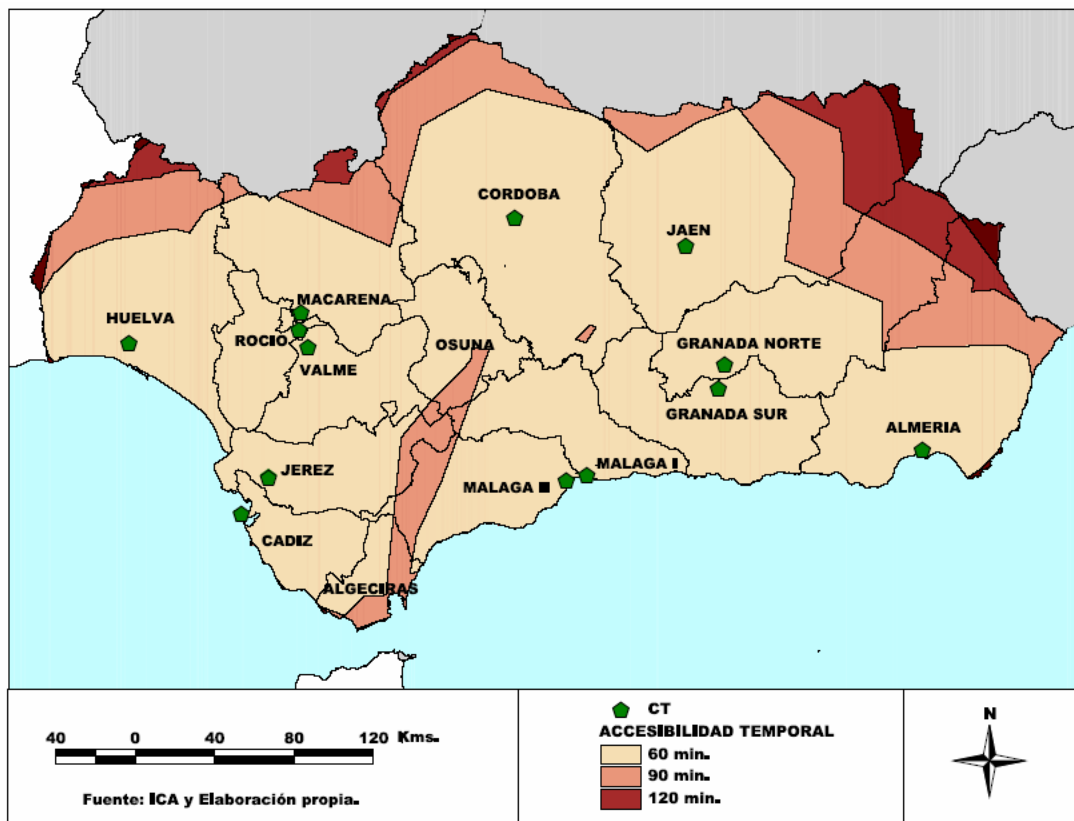 CORDOBA
JAEN
MACARENA
HUELVA
ROCIO
OSUNA
GRANADA NORTE
VALME
GRANADA SUR
ALMERIA
JEREZ
MALAGA I
MALAGA II
CADIZ
ALGECIRAS
40 0 40 80 120 Kms.
Fuente: ICA y Elaboración propia.
CT
ACCESIBILIDAD TEMPORAL
60 min.
90 min.
120 min.
N